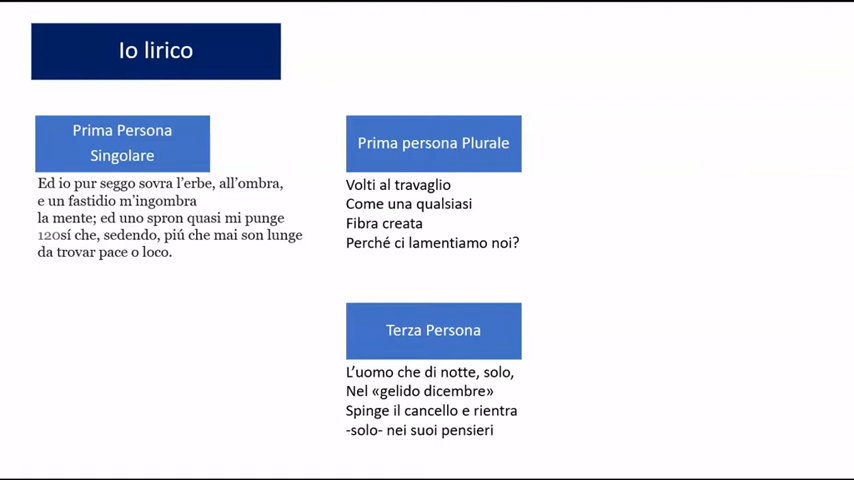 Io lirico
Prima Persona
Singolare
Ed io pur seggo sovra l’erbe, all’ombra,
e un fastidio m’ingombra
la mente; ed uno spron quasi mi punge
120sí che, sedendo, piú che mai son lunge
da trovar pace o loco.
Prima persona Plurale
Volti al travaglio
Come una qualsiasi
Fibra creata
Perché ci lamentiamo noi?
Terza Persona
L’uomo che di notte, solo,
Nel «gelido dicembre»
Spinge il cancello e rientra
-solo- nei suoi pensieri